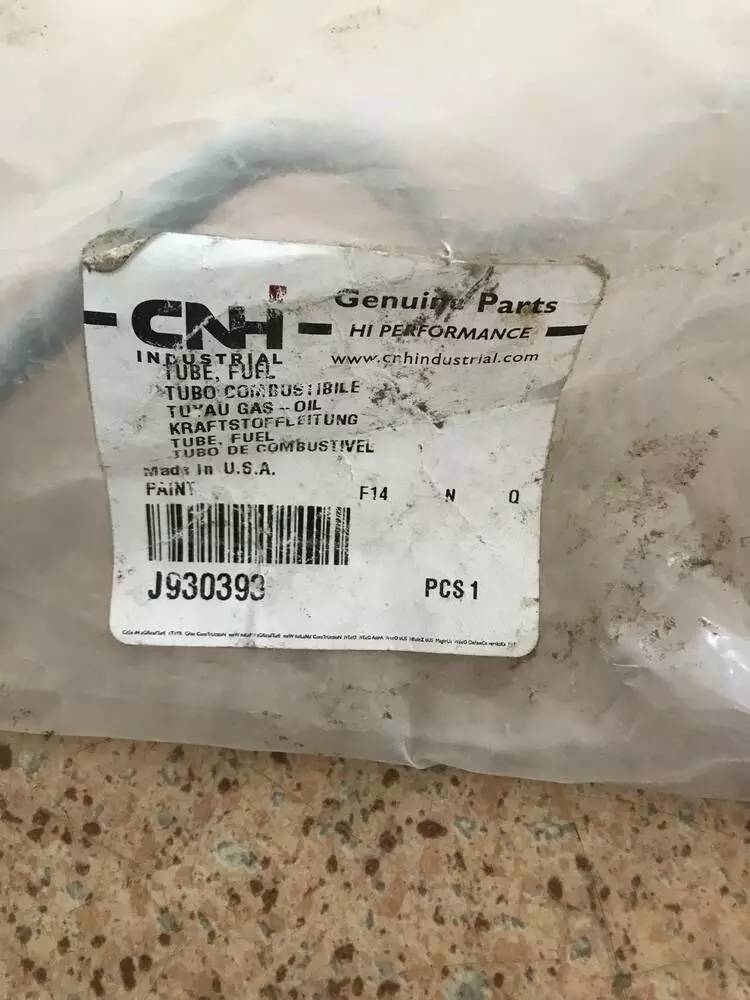 CNH
INDUSTRIAL
Genuine Parts
HI PERFORMANCE
www.cnhindustrial.com
TUBE, FUEL
TUBO COMBUSTIBILE
TUYAU GAS-OIL
KRAFTSTOFFLEITUNG
TUBE, FUEL
TUBO DE COMBUSTIVEL
Made In U.S.A.
PAINT F14 N Q
J930393 PCS 1